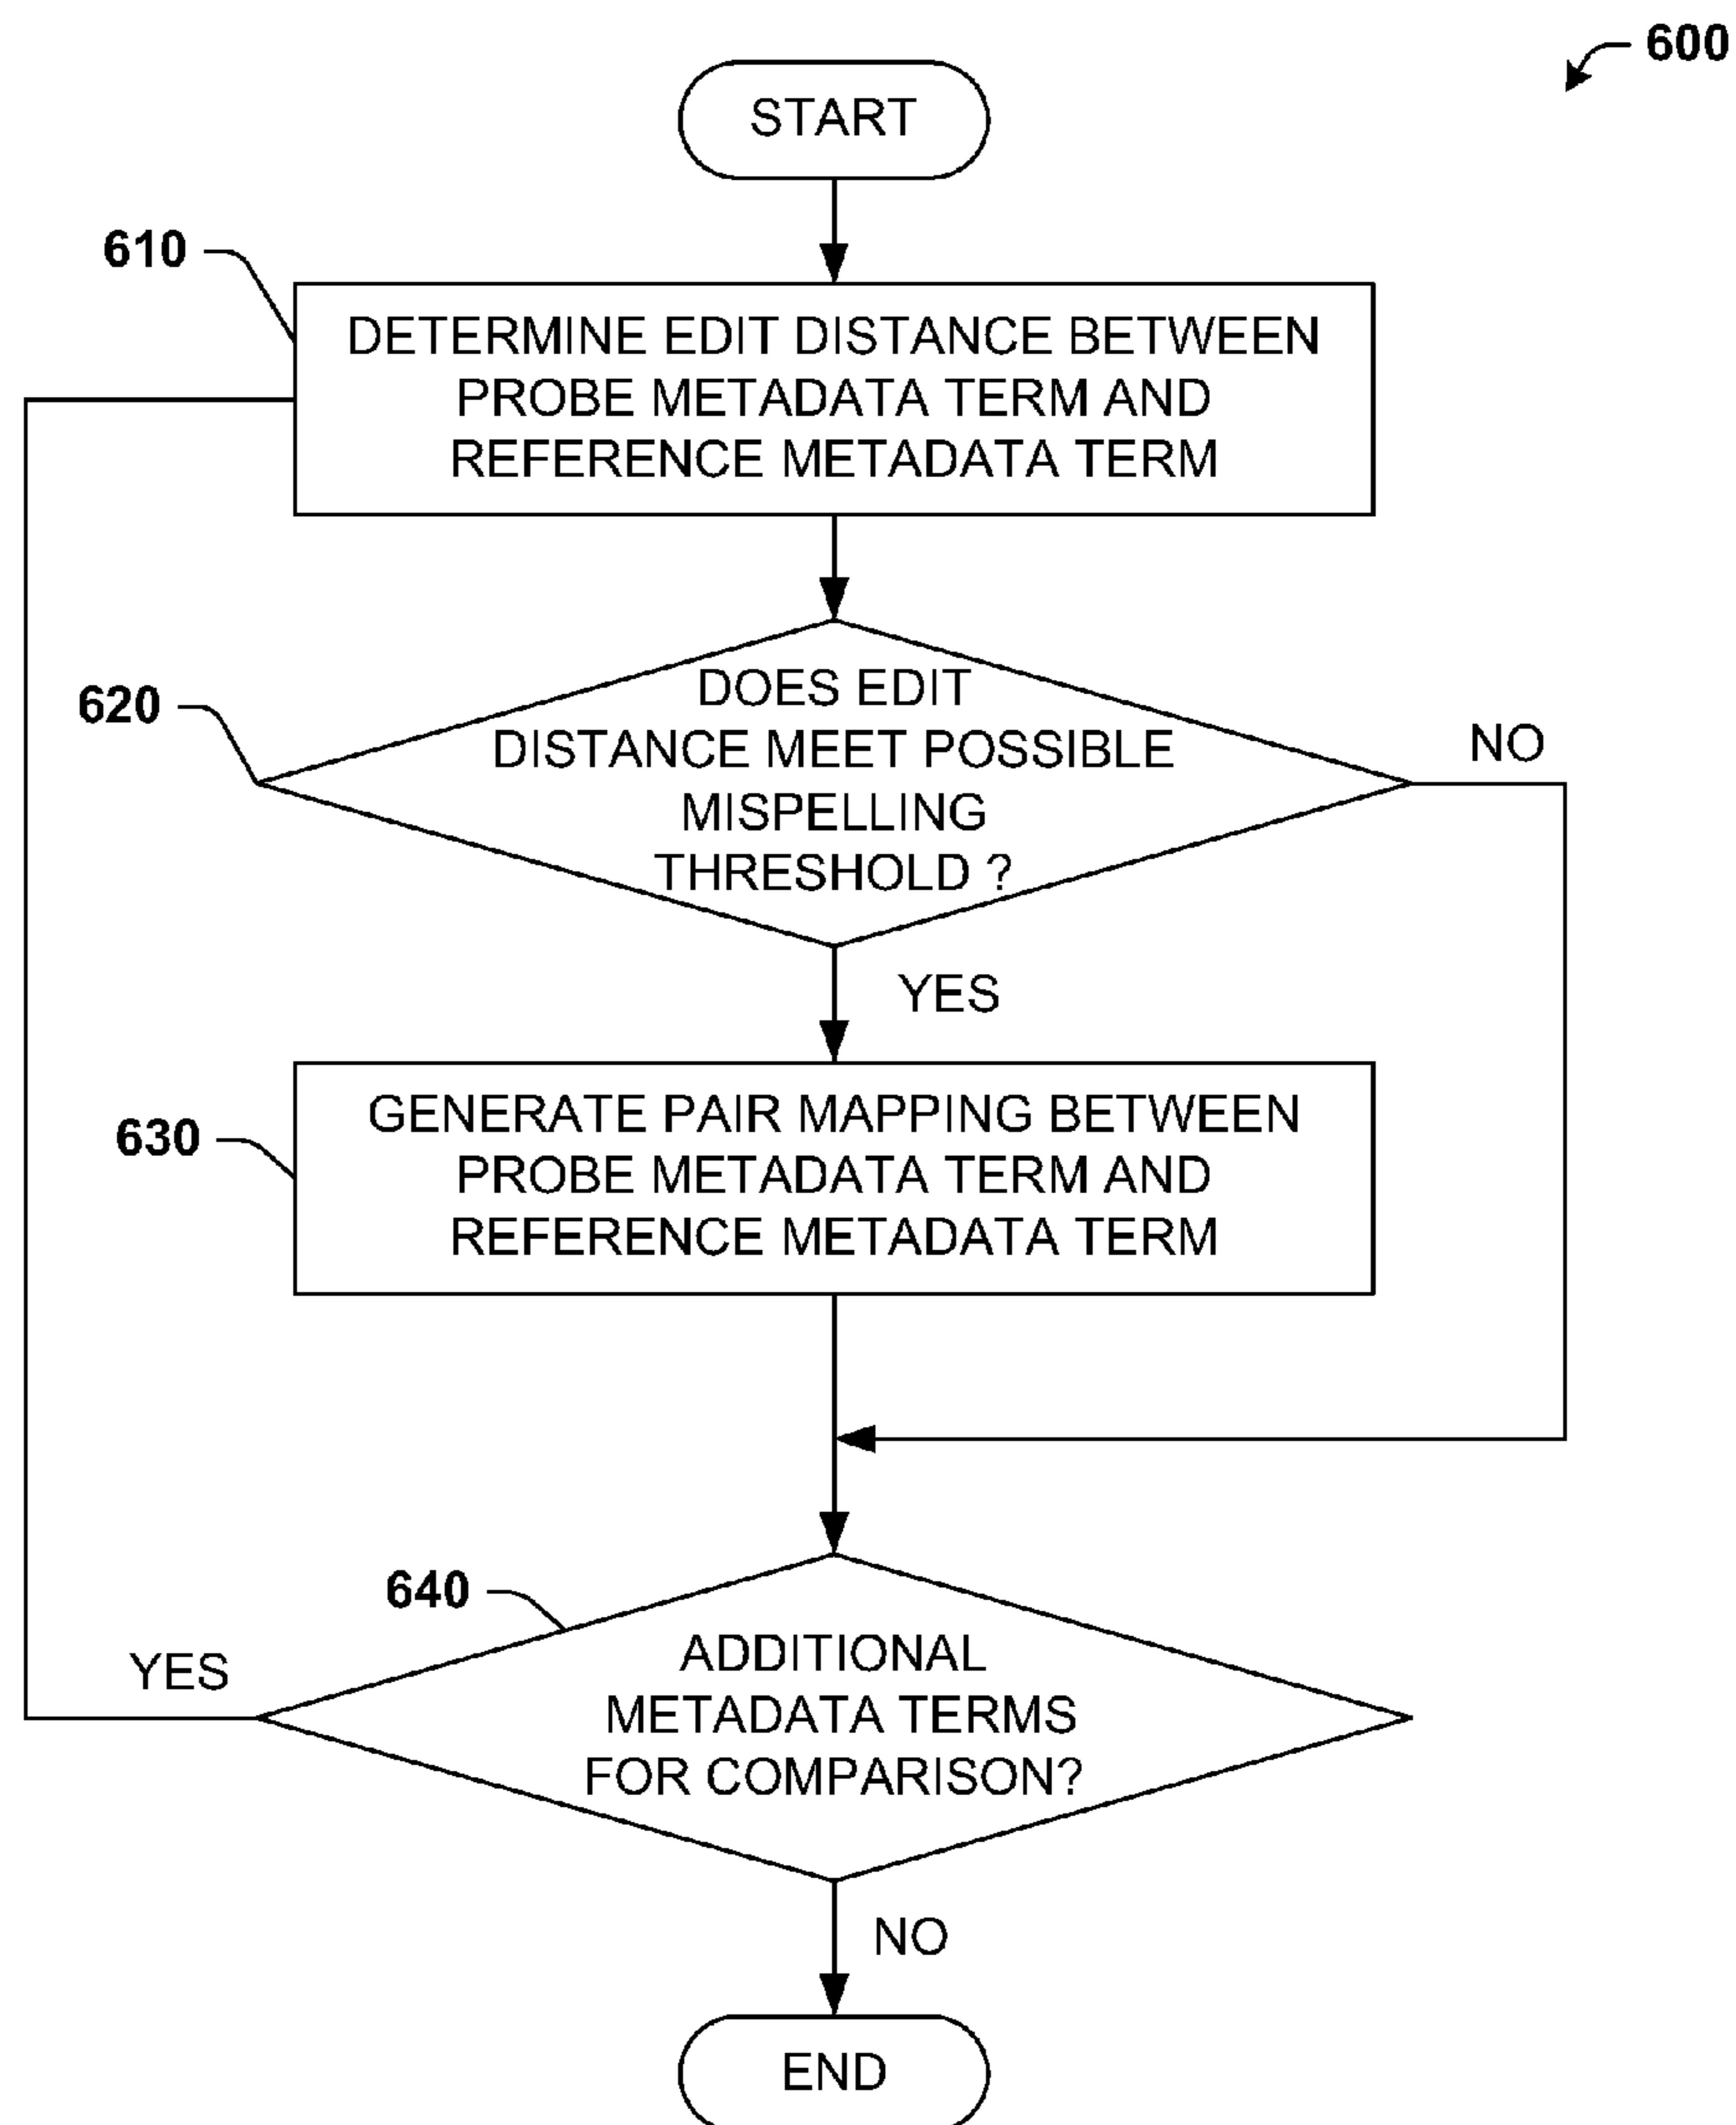 600
START
610
DETERMINE EDIT DISTANCE BETWEEN
PROBE METADATA TERM AND
REFERENCE METADATA TERM
620
DOES EDIT
DISTANCE MEET POSSIBLE
MISPELLING
THRESHOLD ?
NO
YES
630
GENERATE PAIR MAPPING BETWEEN
PROBE METADATA TERM AND
REFERENCE METADATA TERM
640
YES
ADDITIONAL
METADATA TERMS
FOR COMPARISON?
NO
END